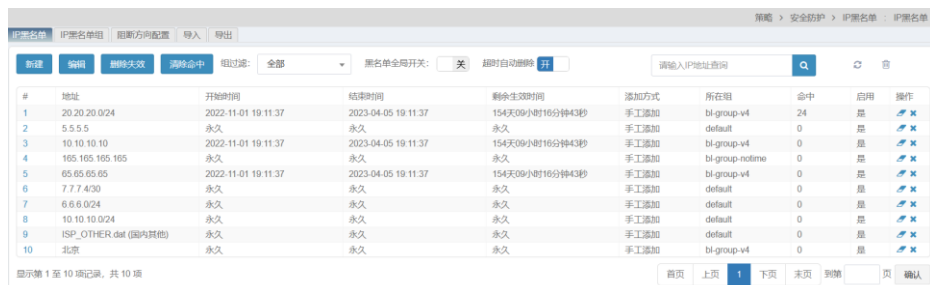 策略 > 安全防护 > IP黑名单 : IP黑名单
IP黑名单 IP黑名单组 阻断方向配置 导入 导出
新建 编辑 删除失效 清除命中 组过滤: 全部 黑名单全局开关: 关 超时自动删除 开 请输入IP地址查询
# 地址 开始时间 结束时间 剩余生效时间 添加方式 所在组 命中 启用 操作
1 20.20.20.0/24 2022-11-01 19:11:37 2023-04-05 19:11:37 154天09小时16分钟43秒 手工添加 bl-group-v4 24 是
2 5.5.5.5 永久 永久 永久 手工添加 default 0 是
3 10.10.10.10 2022-11-01 19:11:37 2023-04-05 19:11:37 154天09小时16分钟43秒 手工添加 bl-group-v4 0 是
4 165.165.165.165 永久 永久 永久 手工添加 bl-group-notime 0 是
5 65.65.65.65 2022-11-01 19:11:37 2023-04-05 19:11:37 154天09小时16分钟43秒 手工添加 bl-group-v4 0 是
6 7.7.7.4/30 永久 永久 永久 手工添加 default 0 是
7 6.6.6.0/24 永久 永久 永久 手工添加 default 0 是
8 10.10.10.0/24 永久 永久 永久 手工添加 default 0 是
9 ISP_OTHER.dat (国内其他) 永久 永久 永久 手工添加 default 0 是
10 北京 永久 永久 永久 手工添加 bl-group-v4 0 是
显示第 1 至 10 项记录，共 10 项 首页 上页 1 下页 末页 到第 页 确认